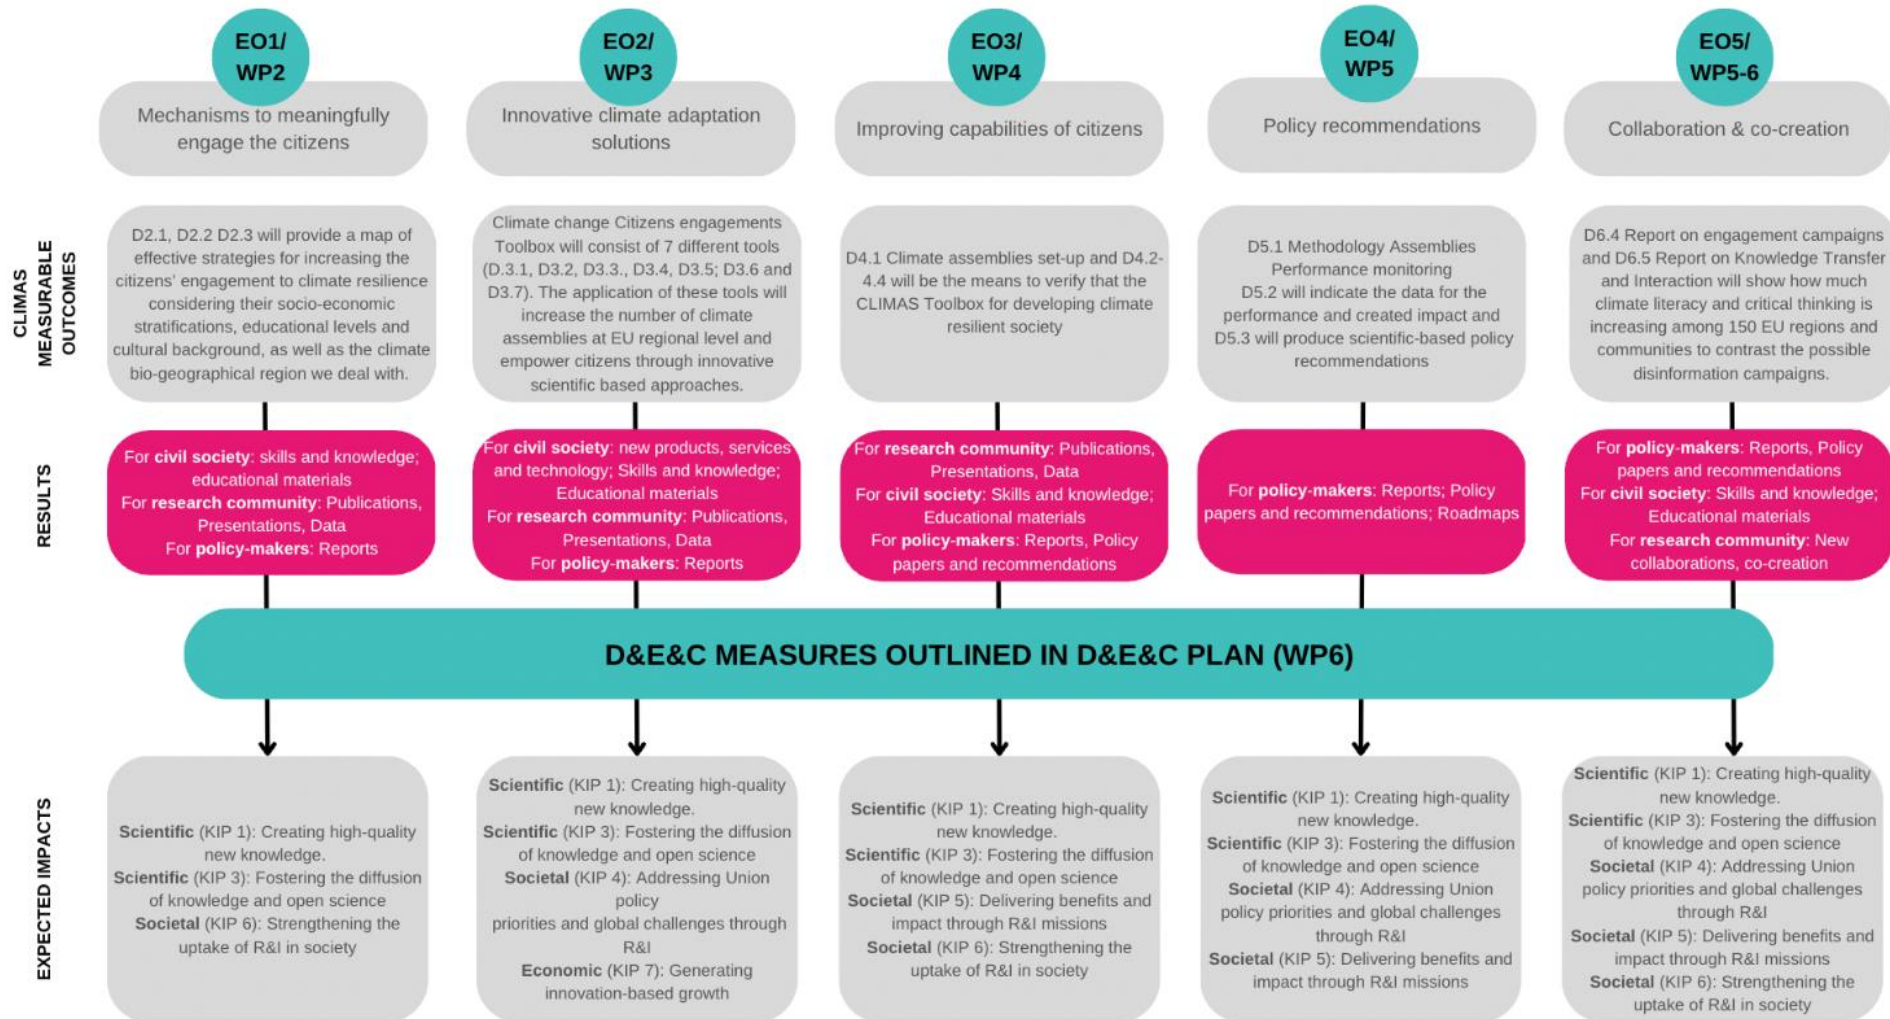 EO1/
WP2
EO2/
WP3
EO3/
WP4
EO4/
WP5
EO5/
WP5-6
Mechanisms to meaningfully
engage the citizens
Innovative climate adaptation
solutions
Improving capabilities of citizens
Policy recommendations
Collaboration & co-creation
CLIMAS
MEASURABLE
OUTCOMES
D2.1, D2.2 D2.3 will provide a map of
effective strategies for increasing the
citizens' engagement to climate resilience
considering their socio-economic
stratifications, educational levels and
cultural background, as well as the climate
bio-geographical region we deal with.
Climate change Citizens engagements
Toolbox will consist of 7 different tools
(D.3.1, D3.2, D3.3., D3.4, D3.5; D3.6 and
D3.7). The application of these tools will
increase the number of climate
assemblies at EU regional level and
empower citizens through innovative
scientific based approaches.
D4.1 Climate assemblies set-up and D4.2-
4.4 will be the means to verify that the
CLIMAS Toolbox for developing climate
resilient society
D5.1 Methodology Assemblies
Performance monitoring
D5.2 will indicate the data for the
performance and created impact and
D5.3 will produce scientific-based policy
recommendations
D6.4 Report on engagement campaigns
and D6.5 Report on Knowledge Transfer
and Interaction will show how much
climate literacy and critical thinking is
increasing among 150 EU regions and
communities to contrast the possible
disinformation campaigns.
RESULTS
For civil society: skills and knowledge;
educational materials
For research community: Publications,
Presentations, Data
For policy-makers: Reports
For civil society: new products, services
and technology; Skills and knowledge;
Educational materials
For research community: Publications,
Presentations, Data
For policy-makers: Reports
For research community: Publications,
Presentations, Data
For civil society: Skills and knowledge;
Educational materials
For policy-makers: Reports, Policy
papers and recommendations
For policy-makers: Reports; Policy
papers and recommendations; Roadmaps
For policy-makers: Reports, Policy
papers and recommendations
For civil society: Skills and knowledge;
Educational materials
For research community: New
collaborations, co-creation
D&E&C MEASURES OUTLINED IN D&E&C PLAN (WP6)
EXPECTED IMPACTS
Scientific (KIP 1): Creating high-quality
new knowledge.
Scientific (KIP 3): Fostering the diffusion
of knowledge and open science
Societal (KIP 6): Strengthening the
uptake of R&I in society
Scientific (KIP 1): Creating high-quality
new knowledge.
Scientific (KIP 3): Fostering the diffusion
of knowledge and open science
Societal (KIP 4): Addressing Union
policy
priorities and global challenges through
R&I
Economic (KIP 7): Generating
innovation-based growth
Scientific (KIP 1): Creating high-quality
new knowledge.
Scientific (KIP 3): Fostering the diffusion
of knowledge and open science
Societal (KIP 5): Delivering benefits and
impact through R&I missions
Societal (KIP 6): Strengthening the
uptake of R&I in society
Scientific (KIP 1): Creating high-quality
new knowledge.
Scientific (KIP 3): Fostering the diffusion
of knowledge and open science
Societal (KIP 4): Addressing Union
policy priorities and global challenges
through R&I
Societal (KIP 5): Delivering benefits and
impact through R&I missions
Scientific (KIP 1): Creating high-quality
new knowledge.
Scientific (KIP 3): Fostering the diffusion
of knowledge and open science
Societal (KIP 4): Addressing Union
policy priorities and global challenges
through R&I
Societal (KIP 5): Delivering benefits and
impact through R&I missions
Societal (KIP 6): Strengthening the
uptake of R&I in society